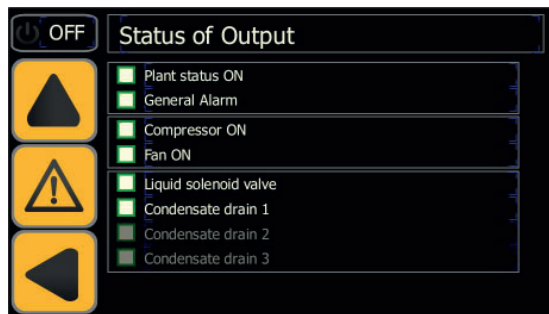 OFF
Status of Output
Plant status ON
General Alarm
Compressor ON
Fan ON
Liquid solenoid valve
Condensate drain 1
Condensate drain 2
Condensate drain 3